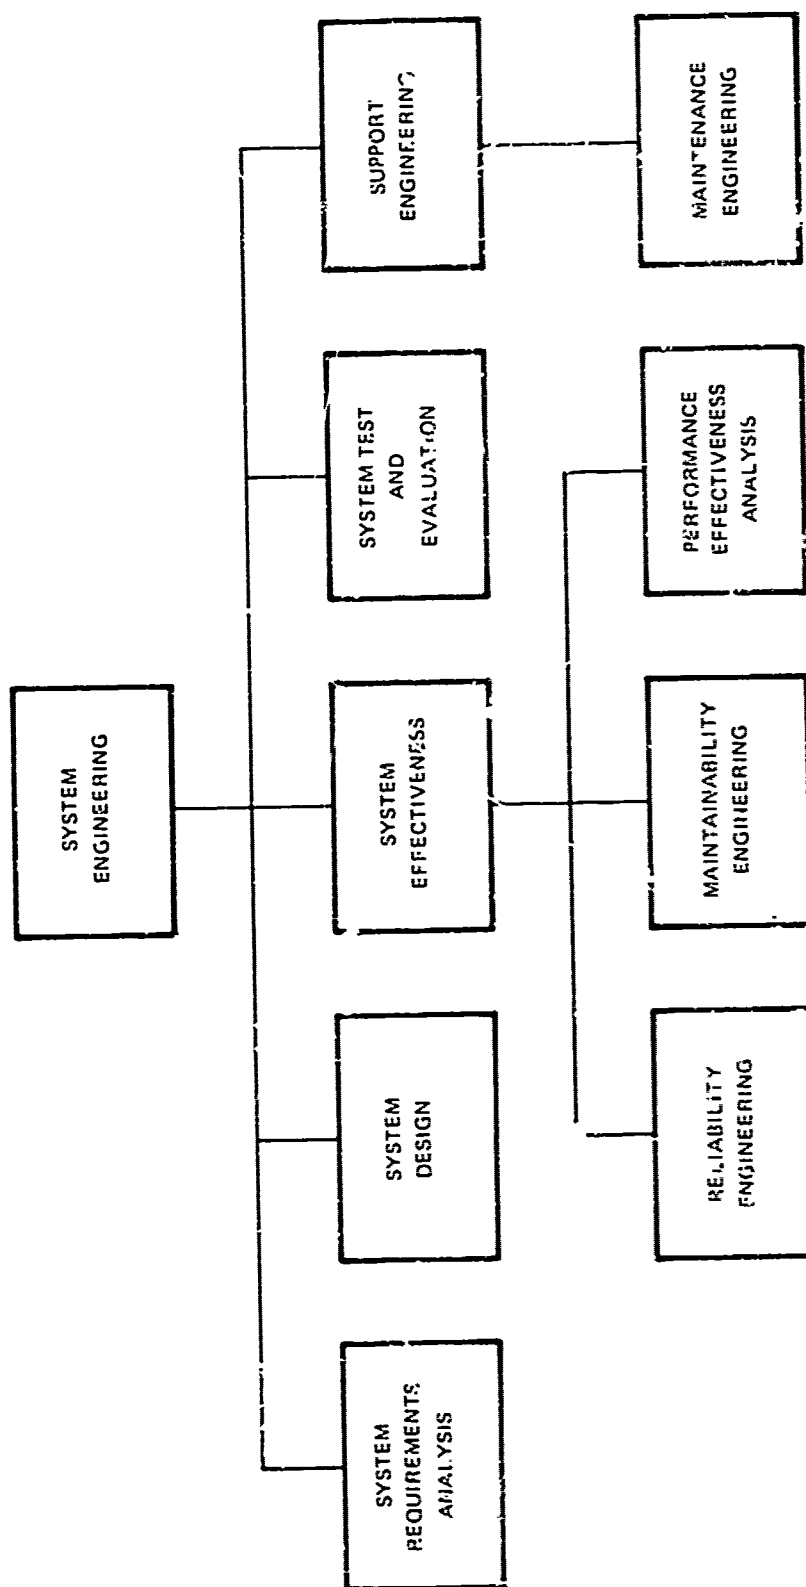 SYSTEM
ENGINEERING
SYSTEM
REQUIREMENTS
ANALYSIS
SYSTEM
DESIGN
SYSTEM
EFFECTIVENESS
SYSTEM TEST
AND
EVALUATION
SUPPORT
ENGINEERING
RELIABILITY
ENGINEERING
MAINTAINABILITY
ENGINEERING
PERFORMANCE
EFFECTIVENESS
ANALYSIS
MAINTENANCE
ENGINEERING